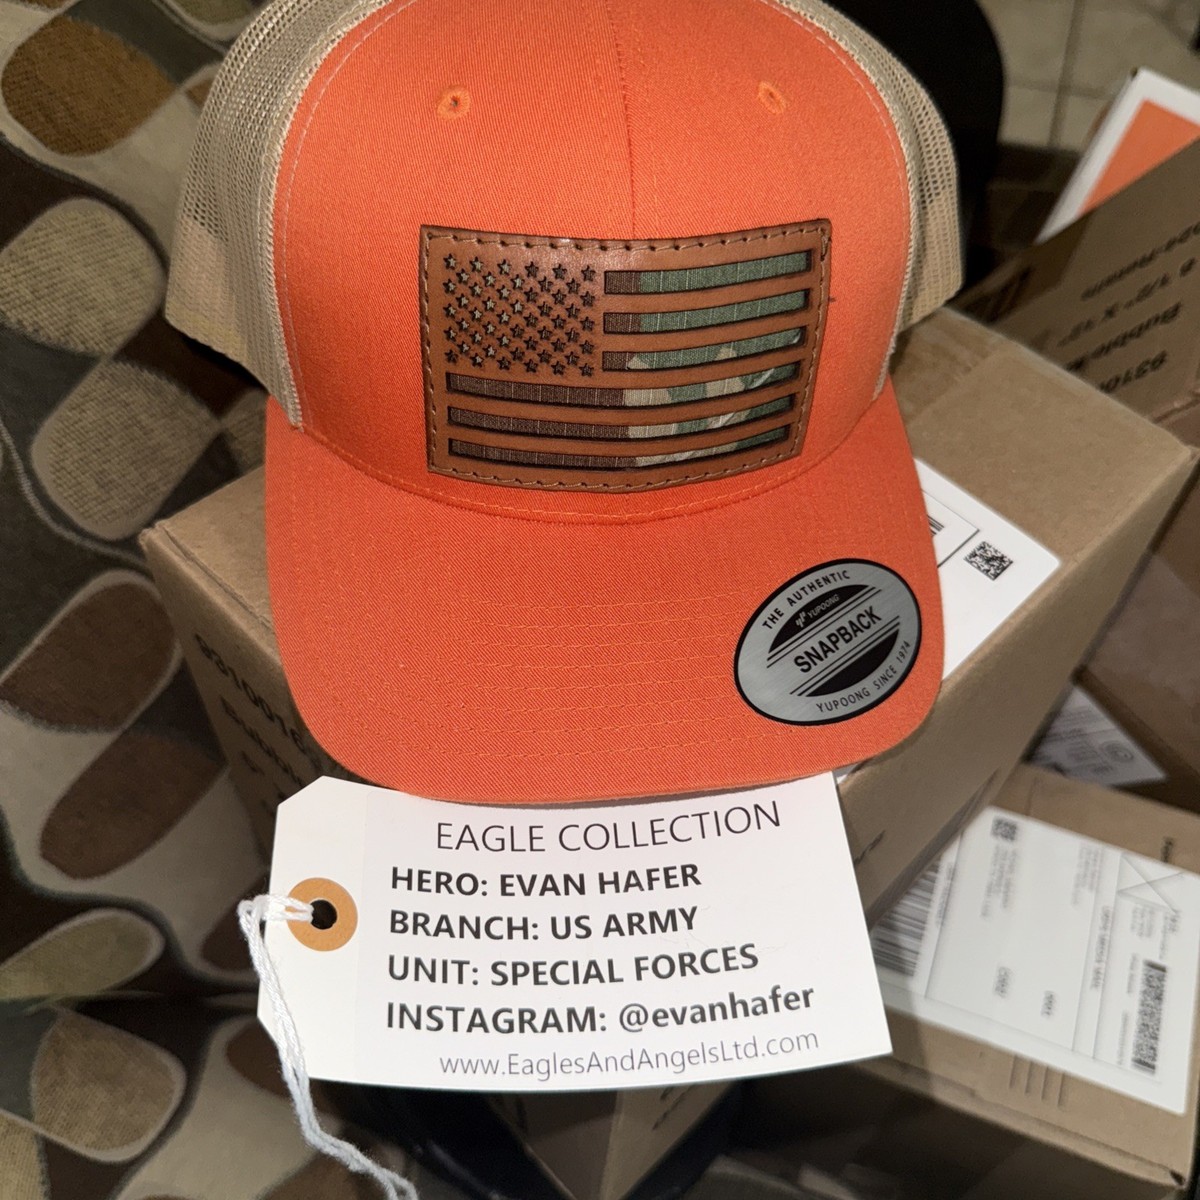 THE AUTHENTIC
YUPOONG
SNAPBACK
YUPOONG SINCE 1974
EAGLE COLLECTION
HERO: EVAN HAFER
BRANCH: US ARMY
UNIT: SPECIAL FORCES
INSTAGRAM: @evanhafer
www.EaglesAndAngelsLtd.com